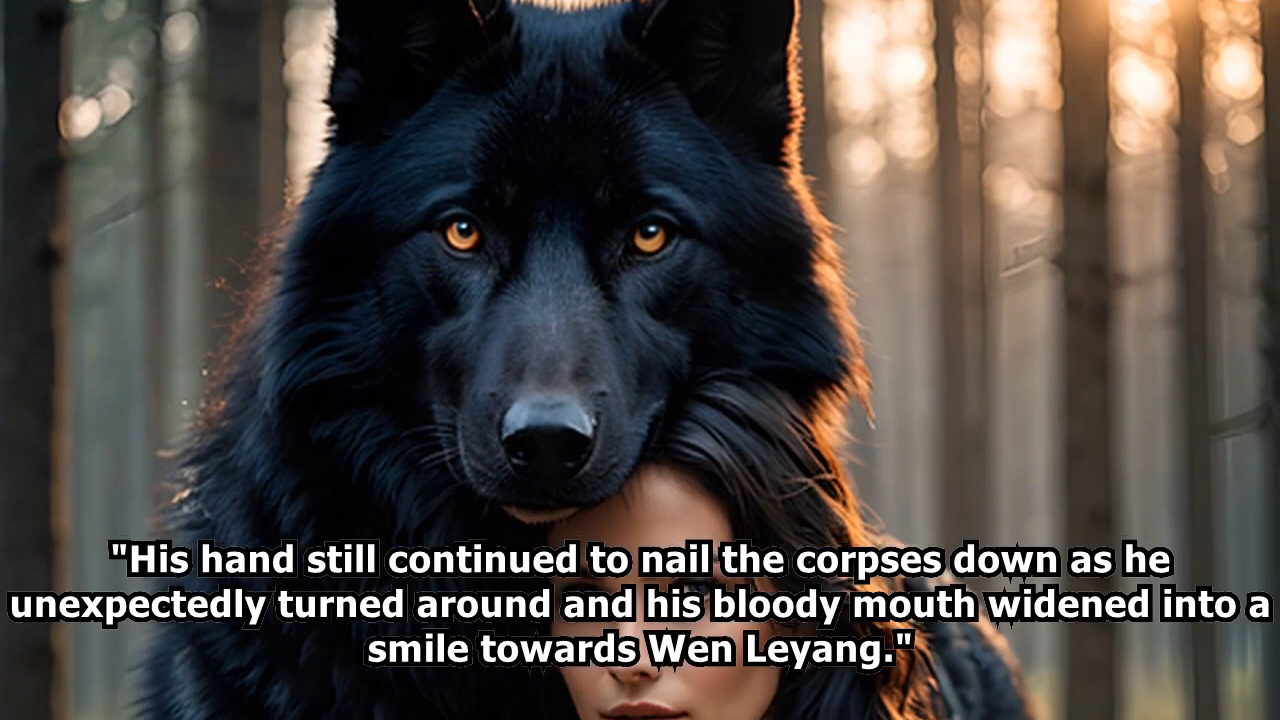 "His hand still continued to nail the corpses down as he
unexpectedly turned around and his bloody mouth widened into a
smile towards Wen Leyang."